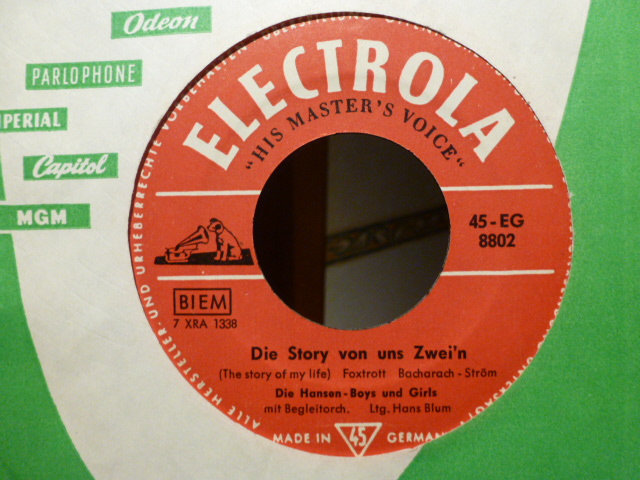 Odeon
PARLOPHONE
IMPERIAL
Capitol
MGM
ALLE HERSTELLER- UND URHEBERRECHTE VORBEHALTEN
ELECTROLA
"HIS MASTER'S VOICE"
45-EG
8802
BIEM
7 XRA 1338
Die Story von uns Zwei'n
(The story of my life) Foxtrott Bacharach-Ström
Die Hansen-Boys und Girls
mit Begleitorch. Ltg. Hans Blum
MADE IN 45 GERMANY